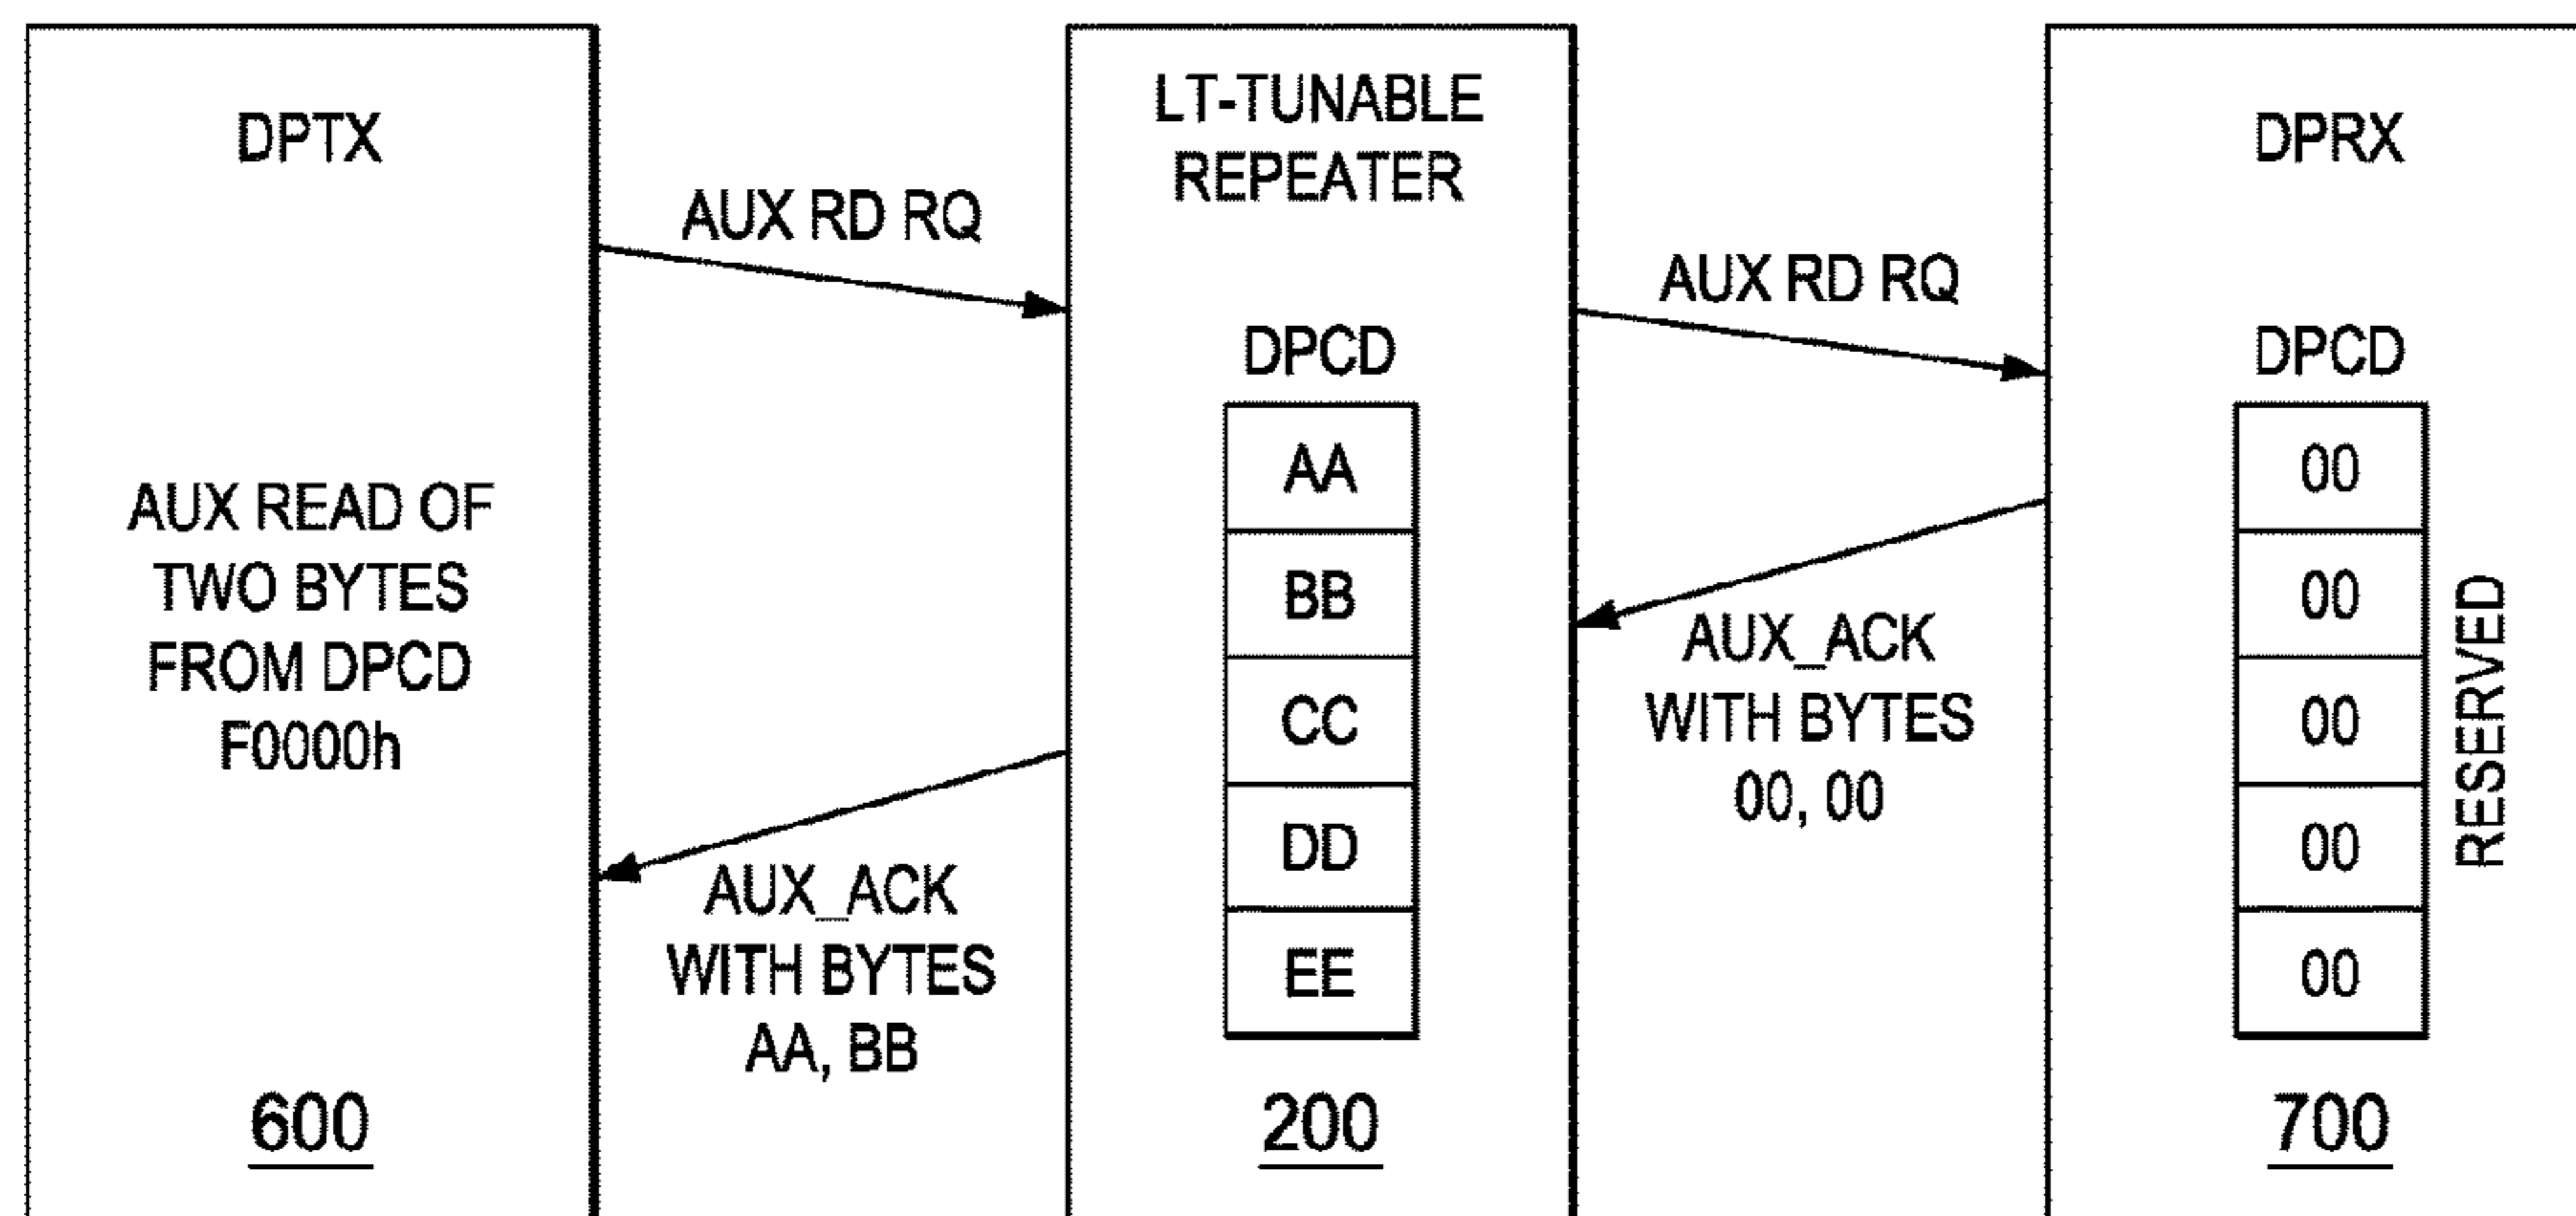 DPTX
AUX READ OF
TWO BYTES
FROM DPCD
F0000h
600
AUX RD RQ
AUX_ACK
WITH BYTES
AA, BB
LT-TUNABLE
REPEATER
DPCD
AA
BB
CC
DD
EE
200
AUX RD RQ
AUX_ACK
WITH BYTES
00, 00
DPRX
DPCD
00
00
00
00
00
RESERVED
700